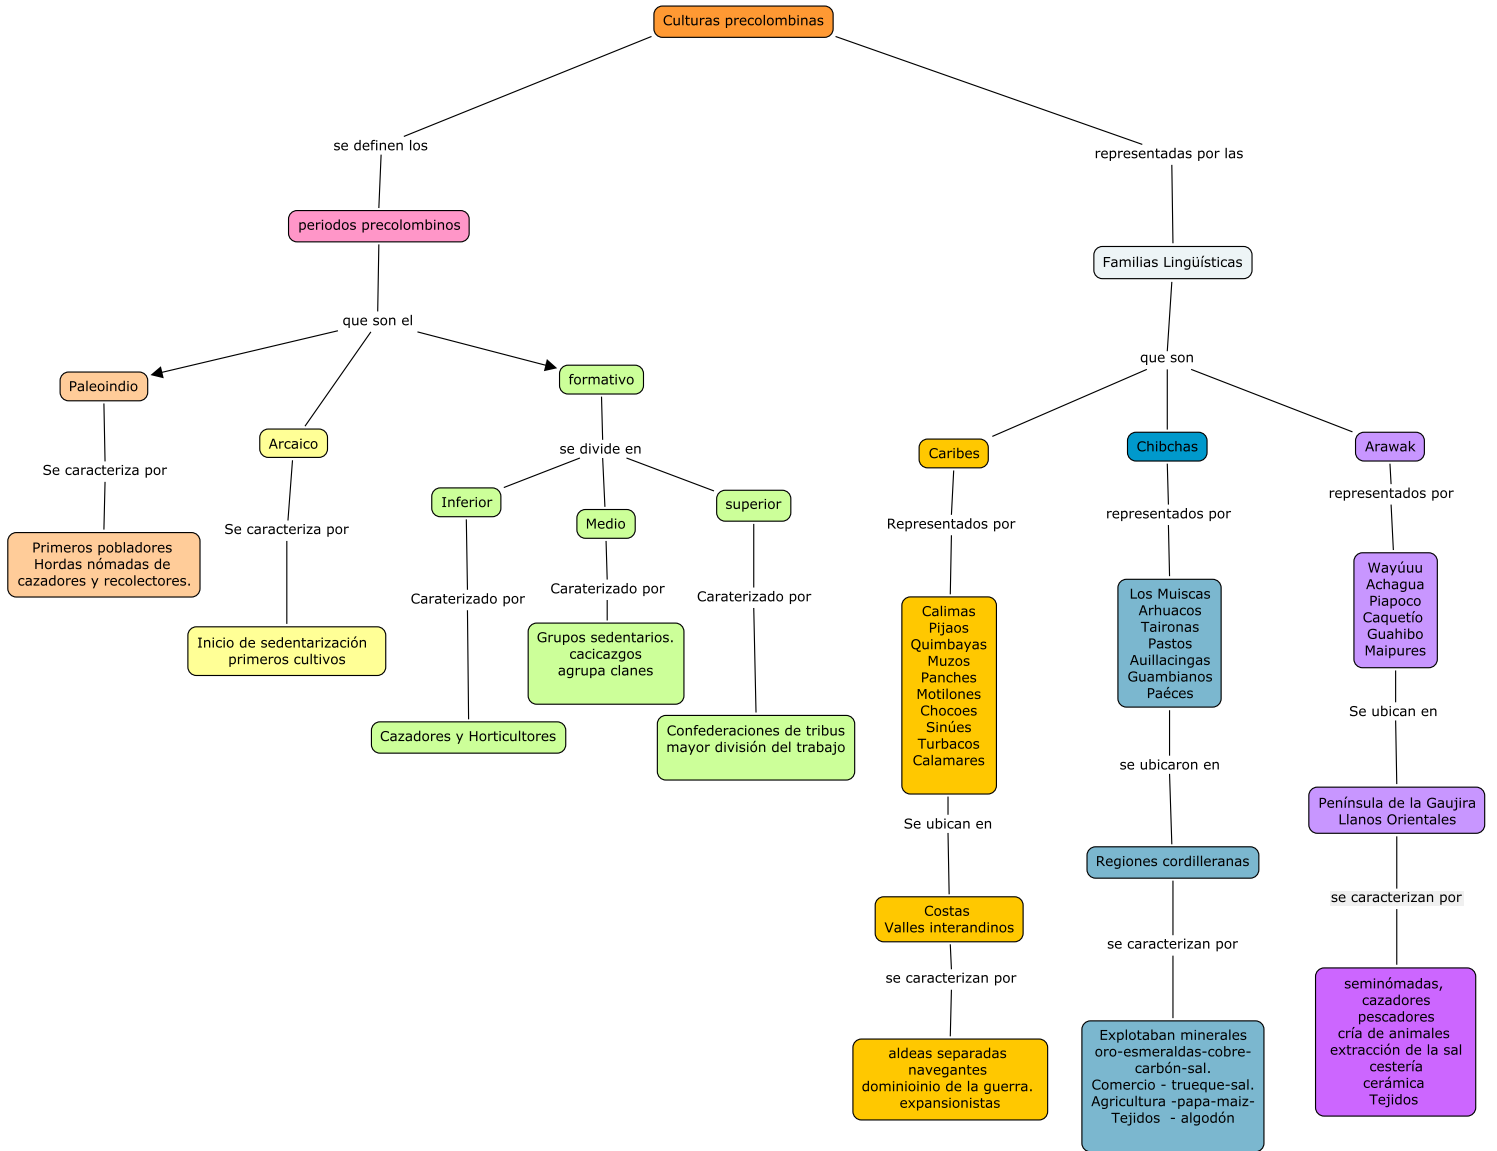 Culturas precolombinas
se definen los
representadas por las
periodos precolombinos
Familias Lingüísticas
que son el
que son
Paleoindio
Arcaico
formativo
Se caracteriza por
Se caracteriza por
se divide en
Primeros pobladores
Hordas nómadas de
cazadores y recolectores.
Inicio de sedentarización
primeros cultivos
Inferior
Medio
superior
Caraterizado por
Caraterizado por
Caraterizado por
Cazadores y Horticultores
Grupos sedentarios.
cacicazgos
agrupa clanes
Confederaciones de tribus
mayor división del trabajo
Caribes
Chibchas
Arawak
Representados por
representados por
representados por
Calimas
Pijaos
Quimbayas
Muzos
Panches
Motilones
Chocoes
Sinúes
Turbacos
Calamares
Los Muiscas
Arhuacos
Taironas
Pastos
Auillacingas
Guambianos
Paéces
Wayúuu
Achagua
Piapoco
Caquetío
Guahibo
Maipures
Se ubican en
se ubicaron en
Se ubican en
Costas
Valles interandinos
Regiones cordilleranas
Península de la Gaujira
Llanos Orientales
se caracterizan por
se caracterizan por
se caracterizan por
aldeas separadas
navegantes
dominioinio de la guerra.
expansionistas
Explotaban minerales
oro-esmeraldas-cobre-
carbón-sal.
Comercio - trueque-sal.
Agricultura -papa-maiz-
Tejidos - algodón
seminómadas,
cazadores
pescadores
cría de animales
extracción de la sal
cestería
cerámica
Tejidos